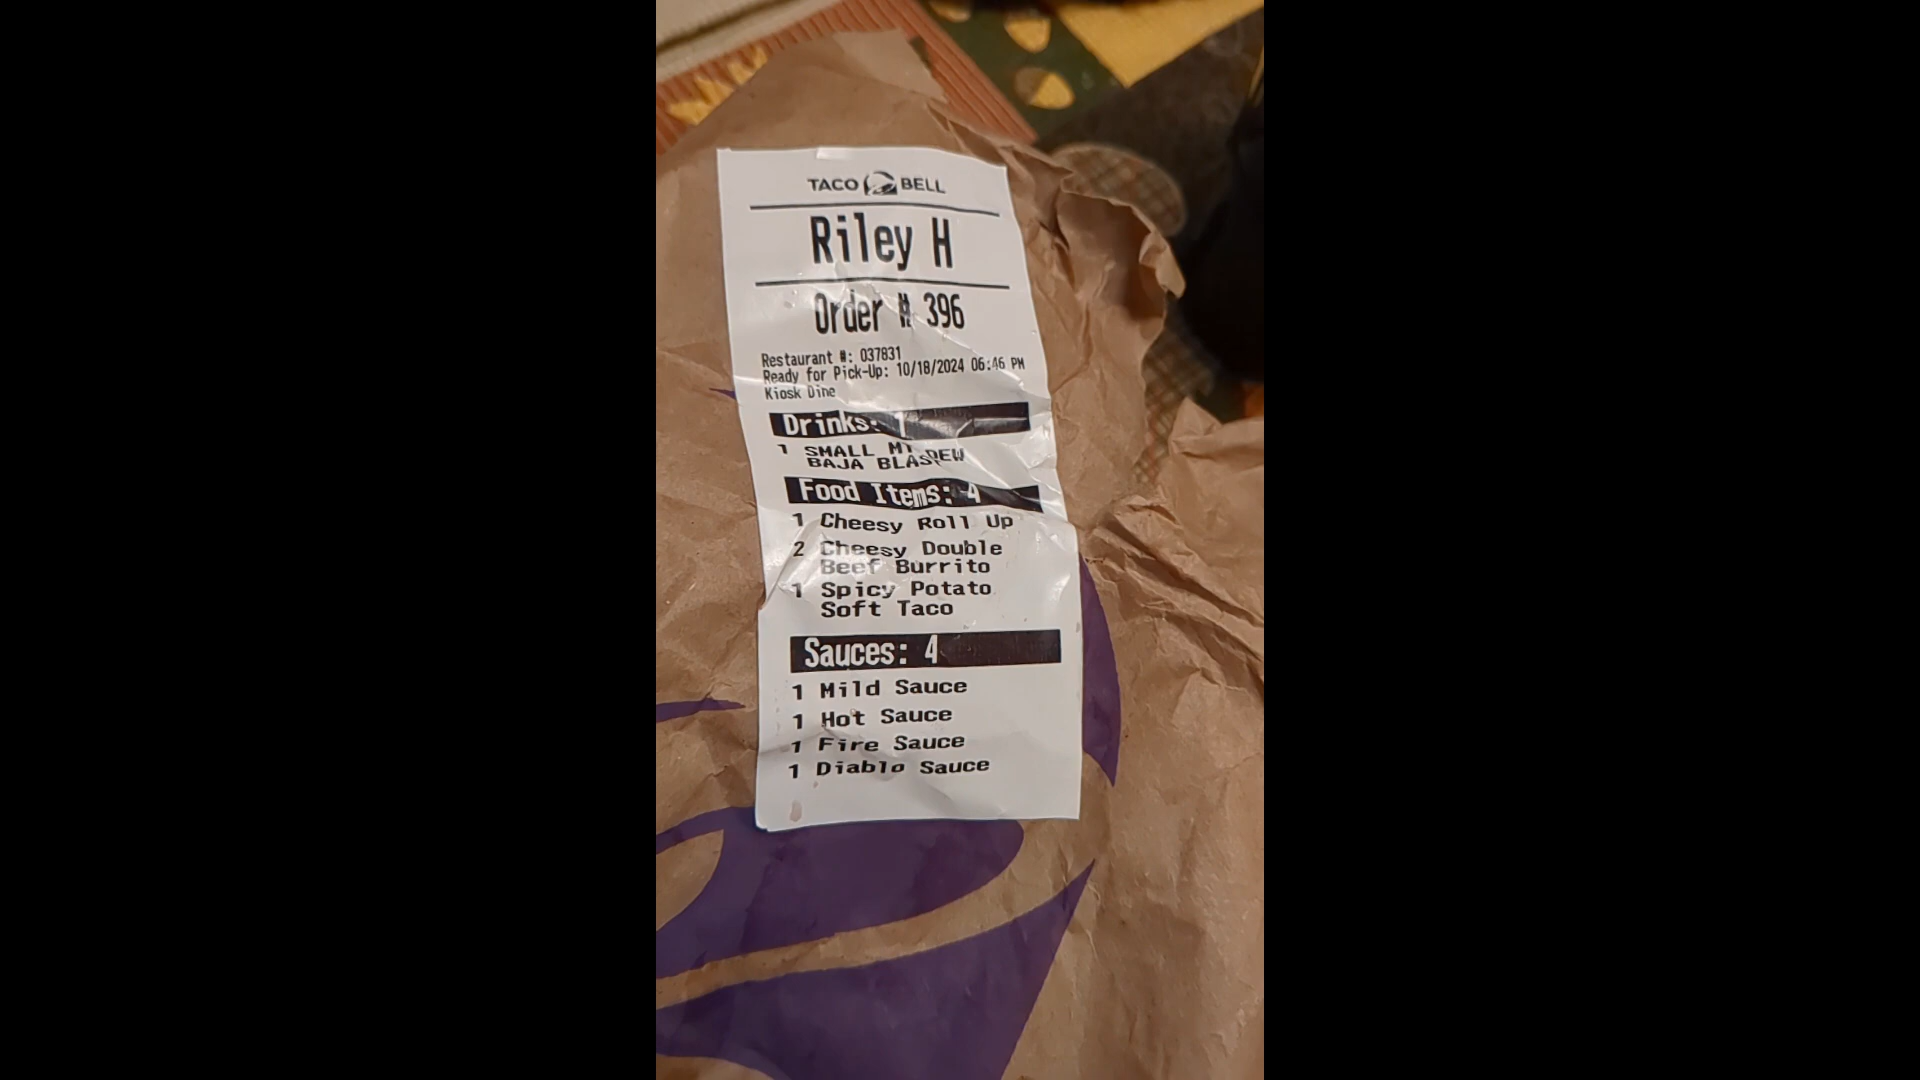 TACO BELL
Riley H
Order # 396
Restaurant #: 037831
Ready for Pick-Up: 10/18/2024 06:46 PM
Kiosk Dine
Drinks: 1
1 SMALL MT DEW
BAJA BLAST
Food Items: 4
1 Cheesy Roll Up
2 Cheesy Double
Beef Burrito
1 Spicy Potato
Soft Taco
Sauces: 4
1 Mild Sauce
1 Hot Sauce
1 Fire Sauce
1 Diablo Sauce